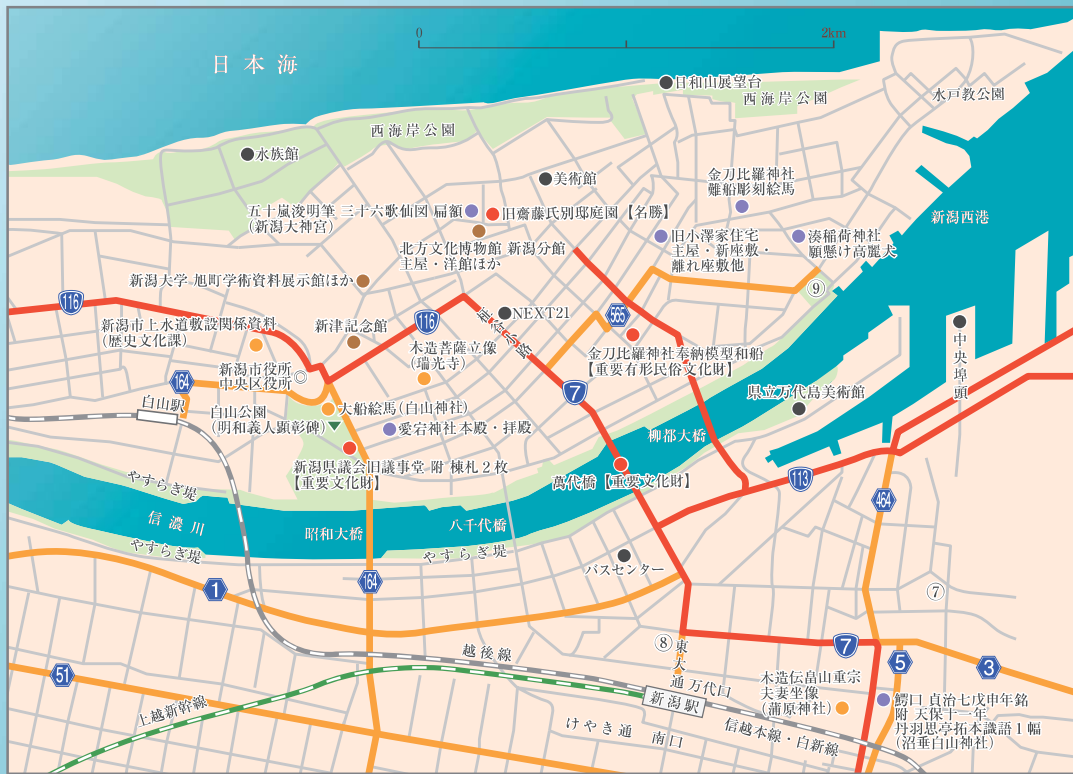 0
2km
日本海
日和山展望台
西海岸公園
水戸教公園
西海岸公園
水族館
美術館
金刀比羅神社
難船彫刻絵馬
新潟西港
五十嵐浚明筆 三十六歌仙図 扁額
(新潟大神宮)
旧齋藤氏別邸庭園【名勝】
北方文化博物館 新潟分館
主屋・洋館ほか
旧小澤家住宅
主屋・新座敷・
離れ座敷他
湊稲荷神社
願懸け高麗犬
新潟大学 旭町学術資料展示館ほか
⑨
116
新潟市上水道敷設関係資料
(歴史文化課)
新津記念館
116
NEXT21
565
木造菩薩立像
(瑞光寺)
金刀比羅神社奉納模型和船
【重要有形民俗文化財】
中央埠頭
新潟市役所
中央区役所
164
7
県立万代島美術館
白山駅
白山公園
(明和義人顕彰碑)
大船絵馬(白山神社)
愛宕神社本殿・拝殿
柳都大橋
新潟県議会旧議事堂 附 棟札2枚
【重要文化財】
萬代橋【重要文化財】
113
464
やすらぎ堤
信濃川
やすらぎ堤
昭和大橋
八千代橋
やすらぎ堤
バスセンター
1
164
⑦
⑧
東大通
7
5
3
越後線
51
上越新幹線
万代口
新潟駅
けやき通
南口
信越本線・白新線
木造伝畠山重宗
夫妻坐像
(蒲原神社)
鰐口 貞治七戊申年銘
附 天保十一年
丹羽思亭拓本識語1幅
(沼垂白山神社)